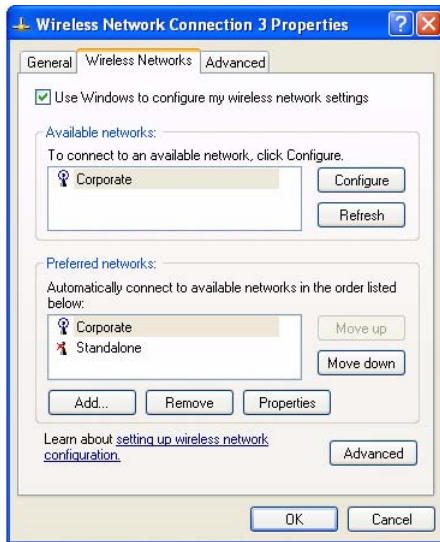 Wireless Network Connection 3 Properties
General Wireless Networks Advanced
Use Windows to configure my wireless network settings
Available networks:
To connect to an available network, click Configure.
Corporate
Configure
Refresh
Preferred networks:
Automatically connect to available networks in the order listed
below:
Corporate
Standalone
Move up
Move down
Add... Remove Properties
Learn about setting up wireless network
configuration.
Advanced
OK Cancel